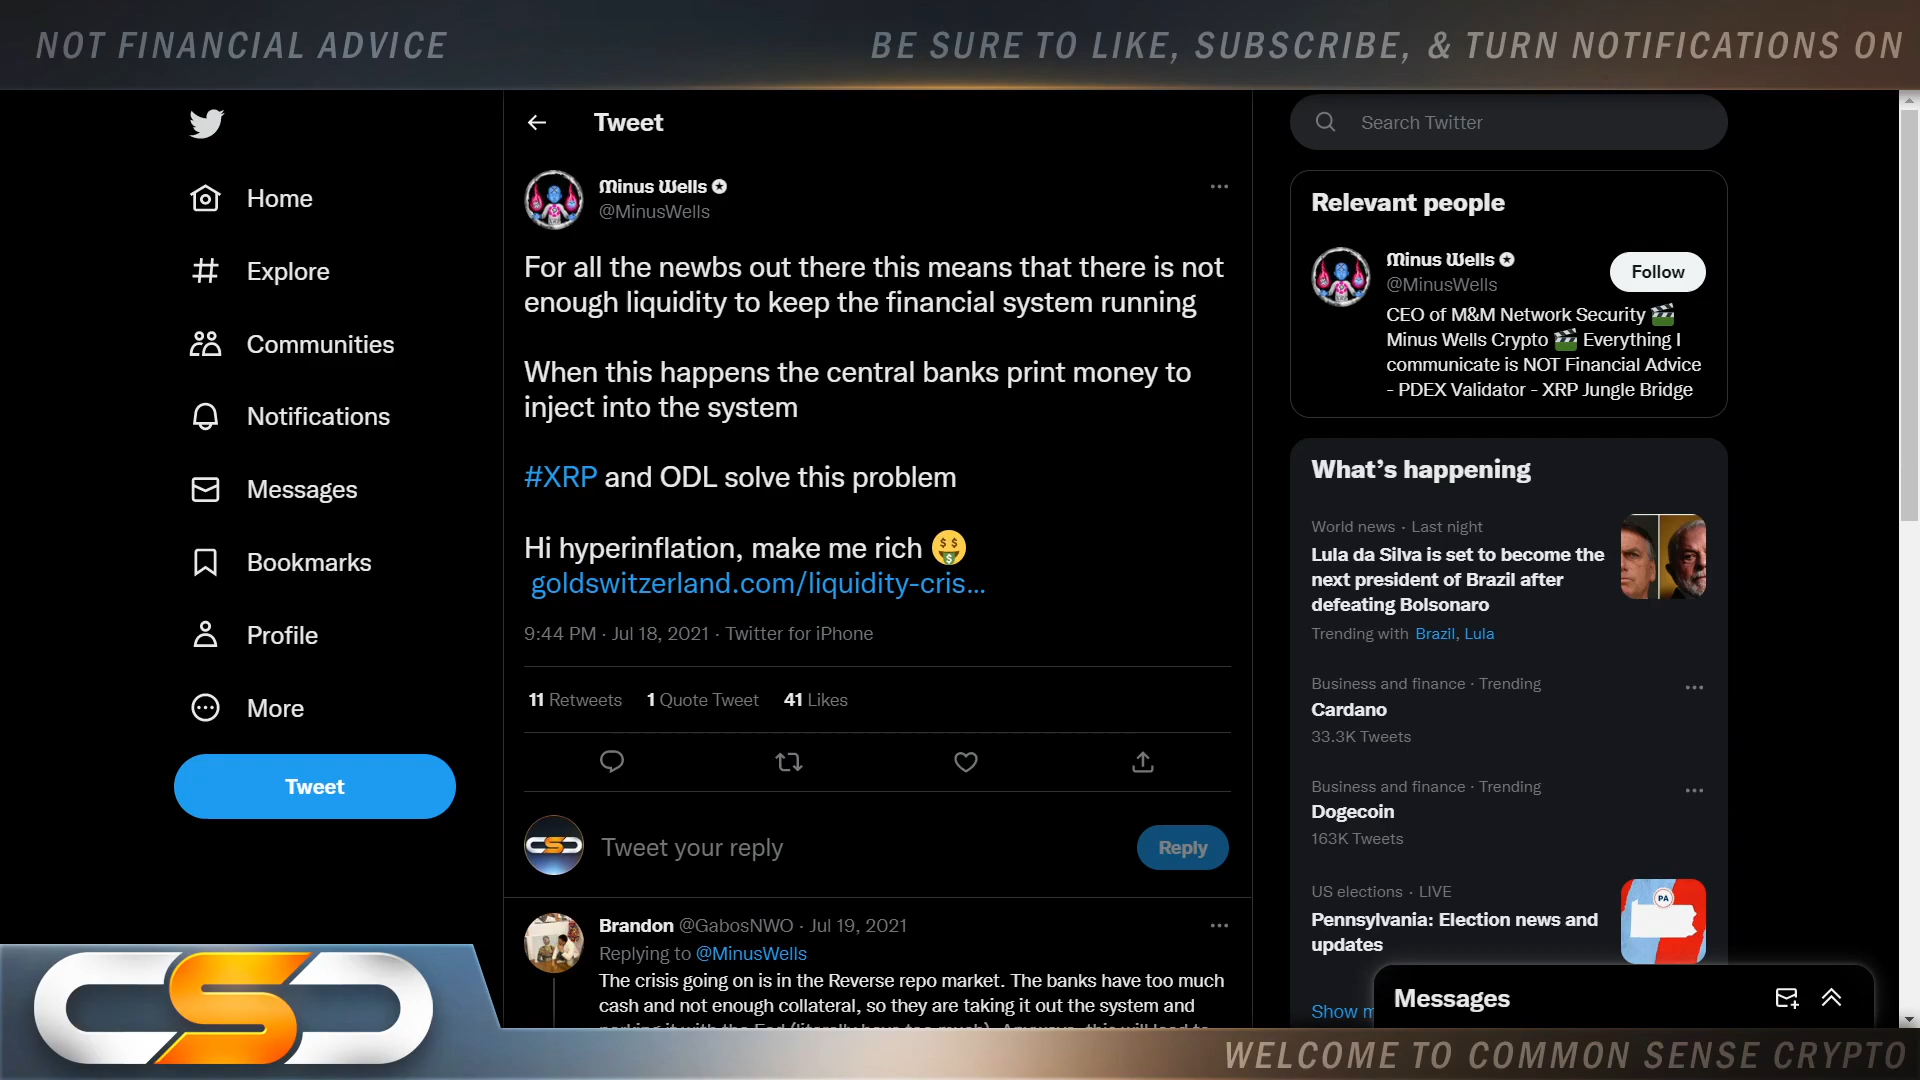 NOT FINANCIAL ADVICE
BE SURE TO LIKE, SUBSCRIBE, & TURN NOTIFICATIONS ON
Home
Explore
Communities
Notifications
Messages
Bookmarks
Profile
More
Tweet
Tweet
Minus Wells
@MinusWells
For all the newbs out there this means that there is not
enough liquidity to keep the financial system running
When this happens the central banks print money to
inject into the system
#XRP and ODL solve this problem
Hi hyperinflation, make me rich
goldswitzerland.com/liquidity-cris...
9:44 PM · Jul 18, 2021 · Twitter for iPhone
11 Retweets 1 Quote Tweet 41 Likes
Tweet your reply
Reply
Brandon @GabosNWO · Jul 19, 2021
Replying to @MinusWells
The crisis going on is in the Reverse repo market. The banks have too much
cash and not enough collateral, so they are taking it out the system and
Search Twitter
Relevant people
Minus Wells
@MinusWells
Follow
CEO of M&M Network Security
Minus Wells Crypto Everything I
communicate is NOT Financial Advice
- PDEX Validator - XRP Jungle Bridge
What's happening
World news · Last night
Lula da Silva is set to become the
next president of Brazil after
defeating Bolsonaro
Trending with Brazil, Lula
Business and finance · Trending
Cardano
33.3K Tweets
Business and finance · Trending
Dogecoin
163K Tweets
US elections · LIVE
Pennsylvania: Election news and
updates
PA
Show
Messages
CSC
WELCOME TO COMMON SENSE CRYPTO